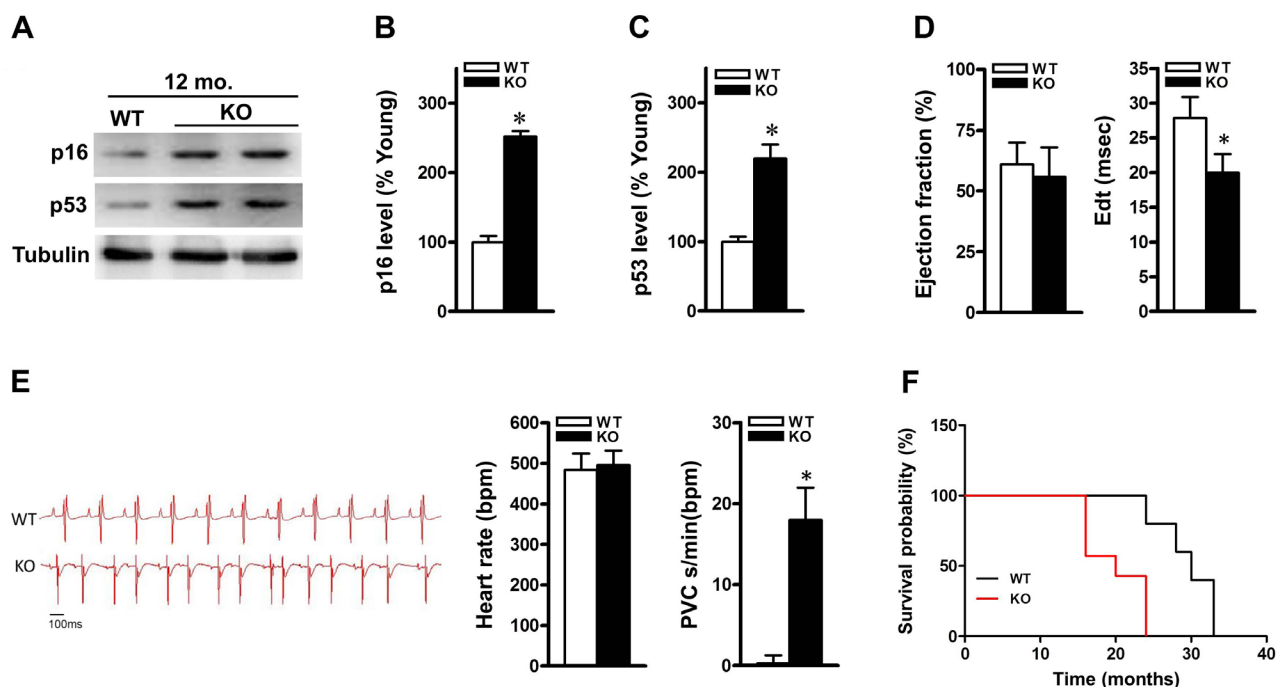 A
12 mo.
WT
KO
p16
p53
Tubulin
B
WT
KO
p16 level (% Young)
300
200
100
0
*
C
WT
KO
p53 level (% Young)
300
200
100
0
*
D
WT
KO
Ejection fraction (%)
100
75
50
25
0
WT
KO
Edt (msec)
35
30
25
20
15
10
5
0
*
E
WT
KO
100ms
WT
KO
Heart rate (bpm)
600
500
400
300
200
100
0
WT
KO
PVC s/min(bpm)
30
20
10
0
*
F
Survival probability (%)
150
100
50
0
WT
KO
0 10 20 30 40
Time (months)